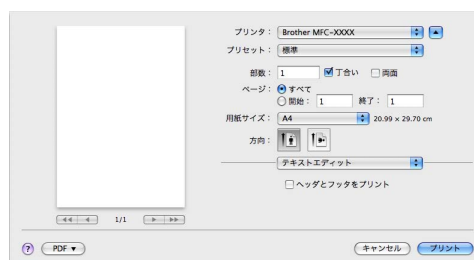 プリンタ： Brother MFC-XXXX
プリセット： 標準
部数： 1 丁合い 両面
ページ： すべて
開始： 1 終了： 1
用紙サイズ： A4 20.99 × 29.70 cm
方向：
テキストエディット
ヘッダとフッタをプリント
1/1
? PDF ▼ キャンセル プリント